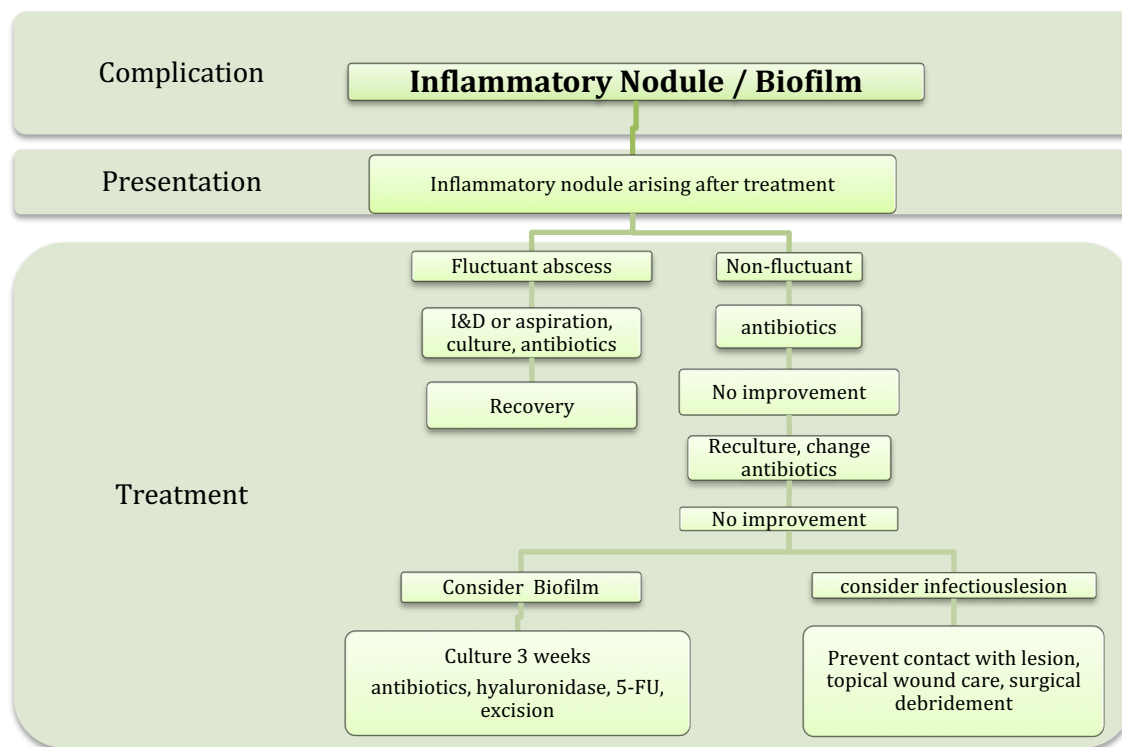 Complication
Inflammatory Nodule / Biofilm
Presentation
Inflammatory nodule arising after treatment
Treatment
Fluctuant abscess
I&D or aspiration,
culture, antibiotics
Recovery
Non-fluctuant
antibiotics
No improvement
Reculture, change
antibiotics
No improvement
Consider Biofilm
Culture 3 weeks
antibiotics, hyaluronidase, 5-FU,
excision
consider infectiouslesion
Prevent contact with lesion,
topical wound care, surgical
debridement